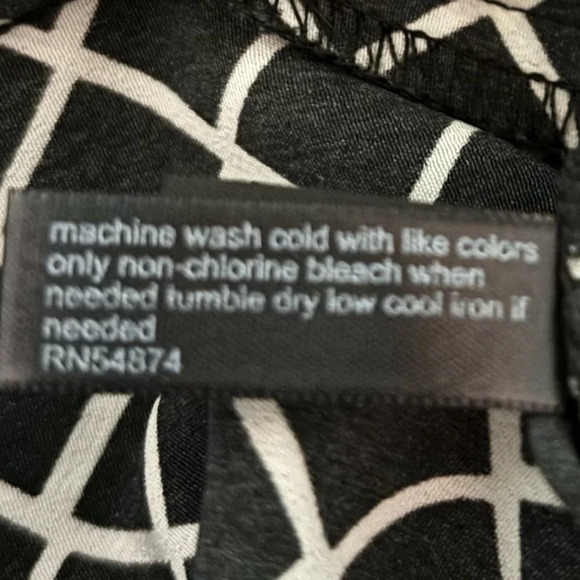 machine wash cold with like colors
only non-chlorine bleach when
needed tumble dry low cool iron if
needed
RN54874